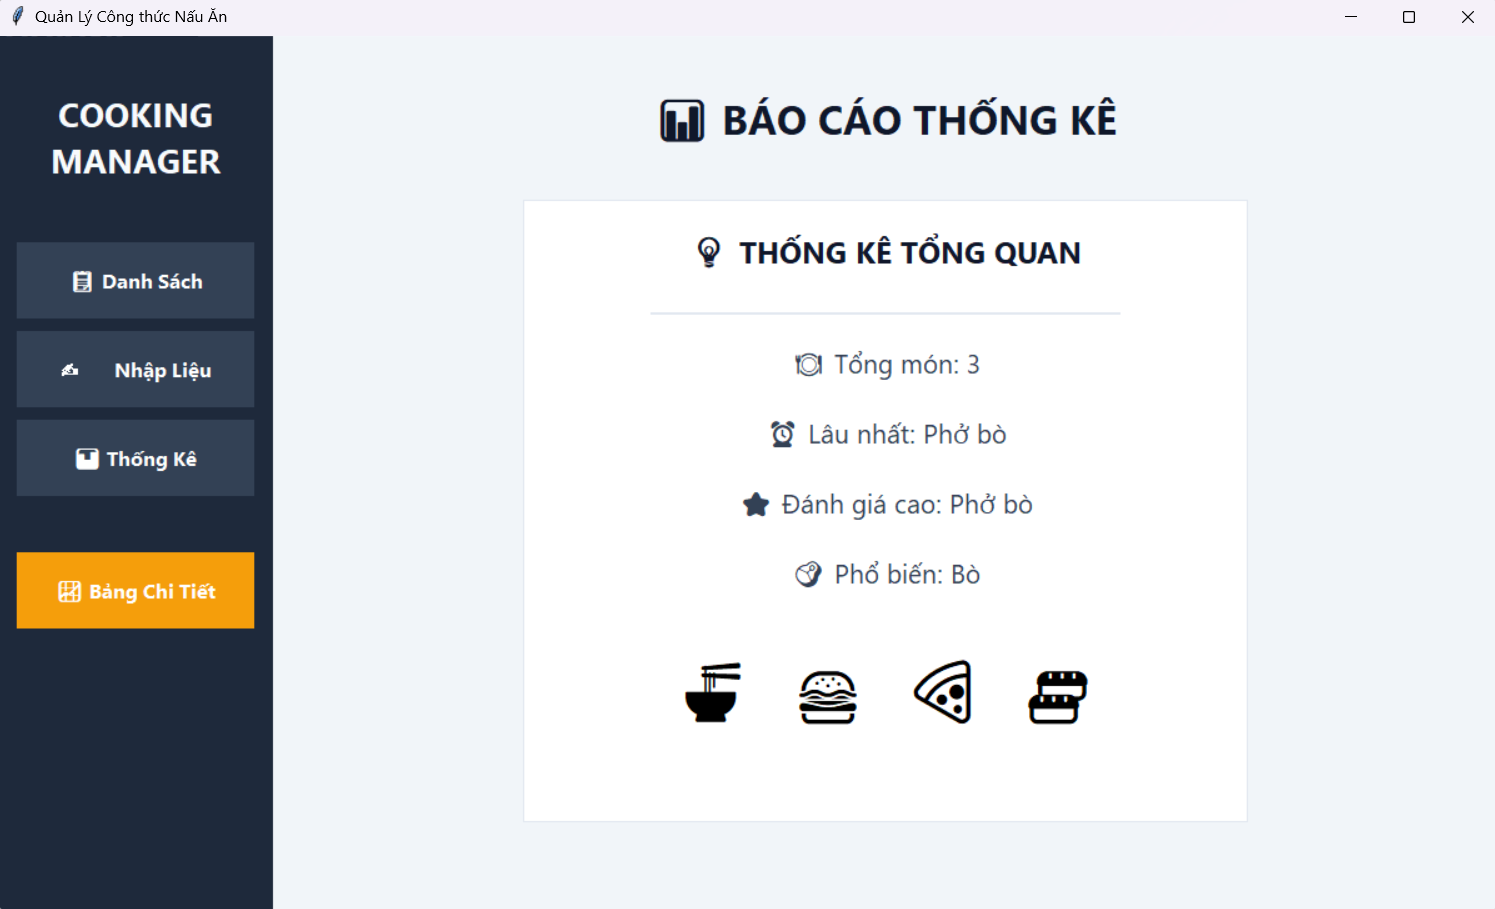 Quản Lý Công thức Nấu Ăn
COOKING
MANAGER
Danh Sách
Nhập Liệu
Thống Kê
Bảng Chi Tiết
BÁO CÁO THỐNG KÊ
THỐNG KÊ TỔNG QUAN
Tổng món: 3
Lâu nhất: Phở bò
Đánh giá cao: Phở bò
Phổ biến: Bò